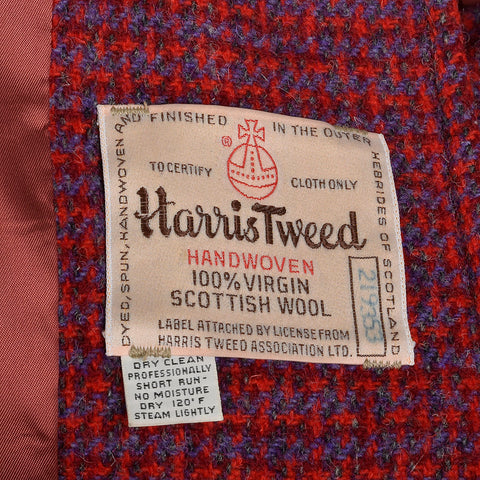 DYED, SPUN, HANDWOVEN AND FINISHED IN THE OUTER HEBRIDES OF SCOTLAND
®
TO CERTIFY CLOTH ONLY
Harris Tweed
HANDWOVEN
100% VIRGIN
SCOTTISH WOOL
LABEL ATTACHED BY LICENSE FROM
HARRIS TWEED ASSOCIATION LTD.
DRY CLEAN
PROFESSIONALLY
SHORT RUN-
NO MOISTURE
DRY 120° F
STEAM LIGHTLY